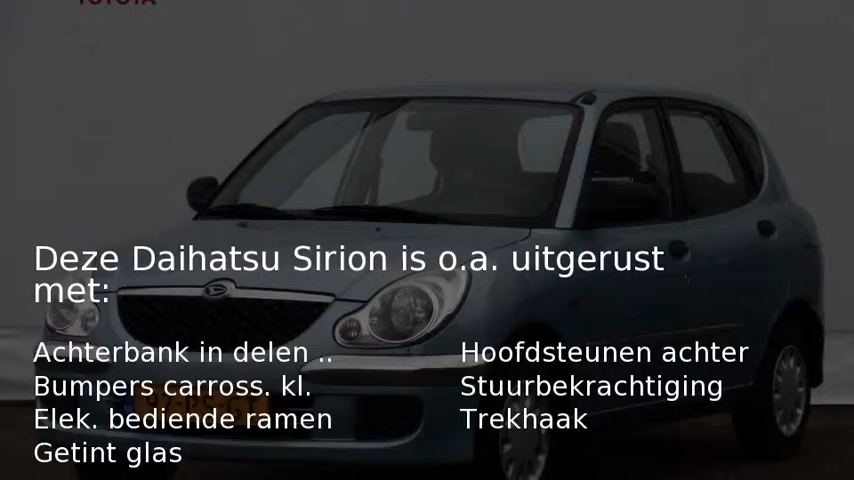 TOYOTA
Deze Daihatsu Sirion is o.a. uitgerust
met:
Achterbank in delen ..
Bumpers carross. kl.
Elek. bediende ramen
Getint glas
Hoofdsteunen achter
Stuurbekrachtiging
Trekhaak